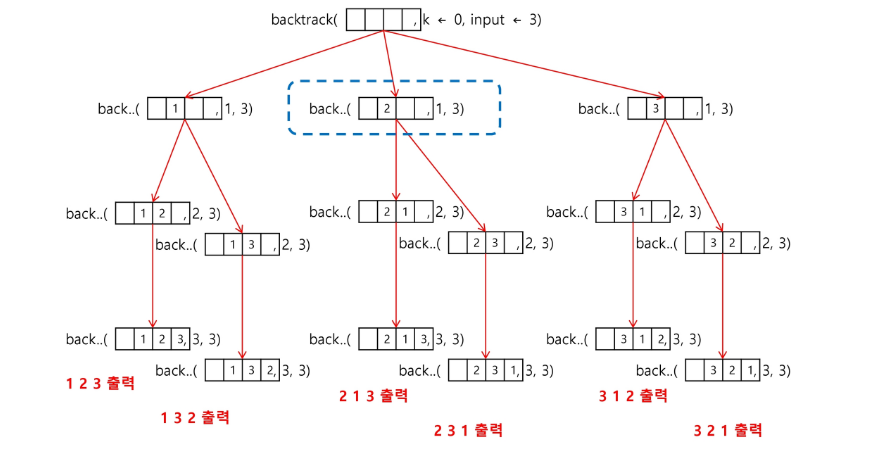 backtrack( , k ← 0, input ← 3)
back..( 1 , 1, 3)
back..( 2 , 1, 3)
back..( 3 , 1, 3)
back..( 1 2 , 2, 3)
back..( 1 3 , 2, 3)
back..( 2 1 , 2, 3)
back..( 2 3 , 2, 3)
back..( 3 1 , 2, 3)
back..( 3 2 , 2, 3)
back..( 1 2 3, 3, 3)
back..( 1 3 2, 3, 3)
back..( 2 1 3, 3, 3)
back..( 2 3 1, 3, 3)
back..( 3 1 2, 3, 3)
back..( 3 2 1, 3, 3)
1 2 3 출력
1 3 2 출력
2 1 3 출력
2 3 1 출력
3 1 2 출력
3 2 1 출력